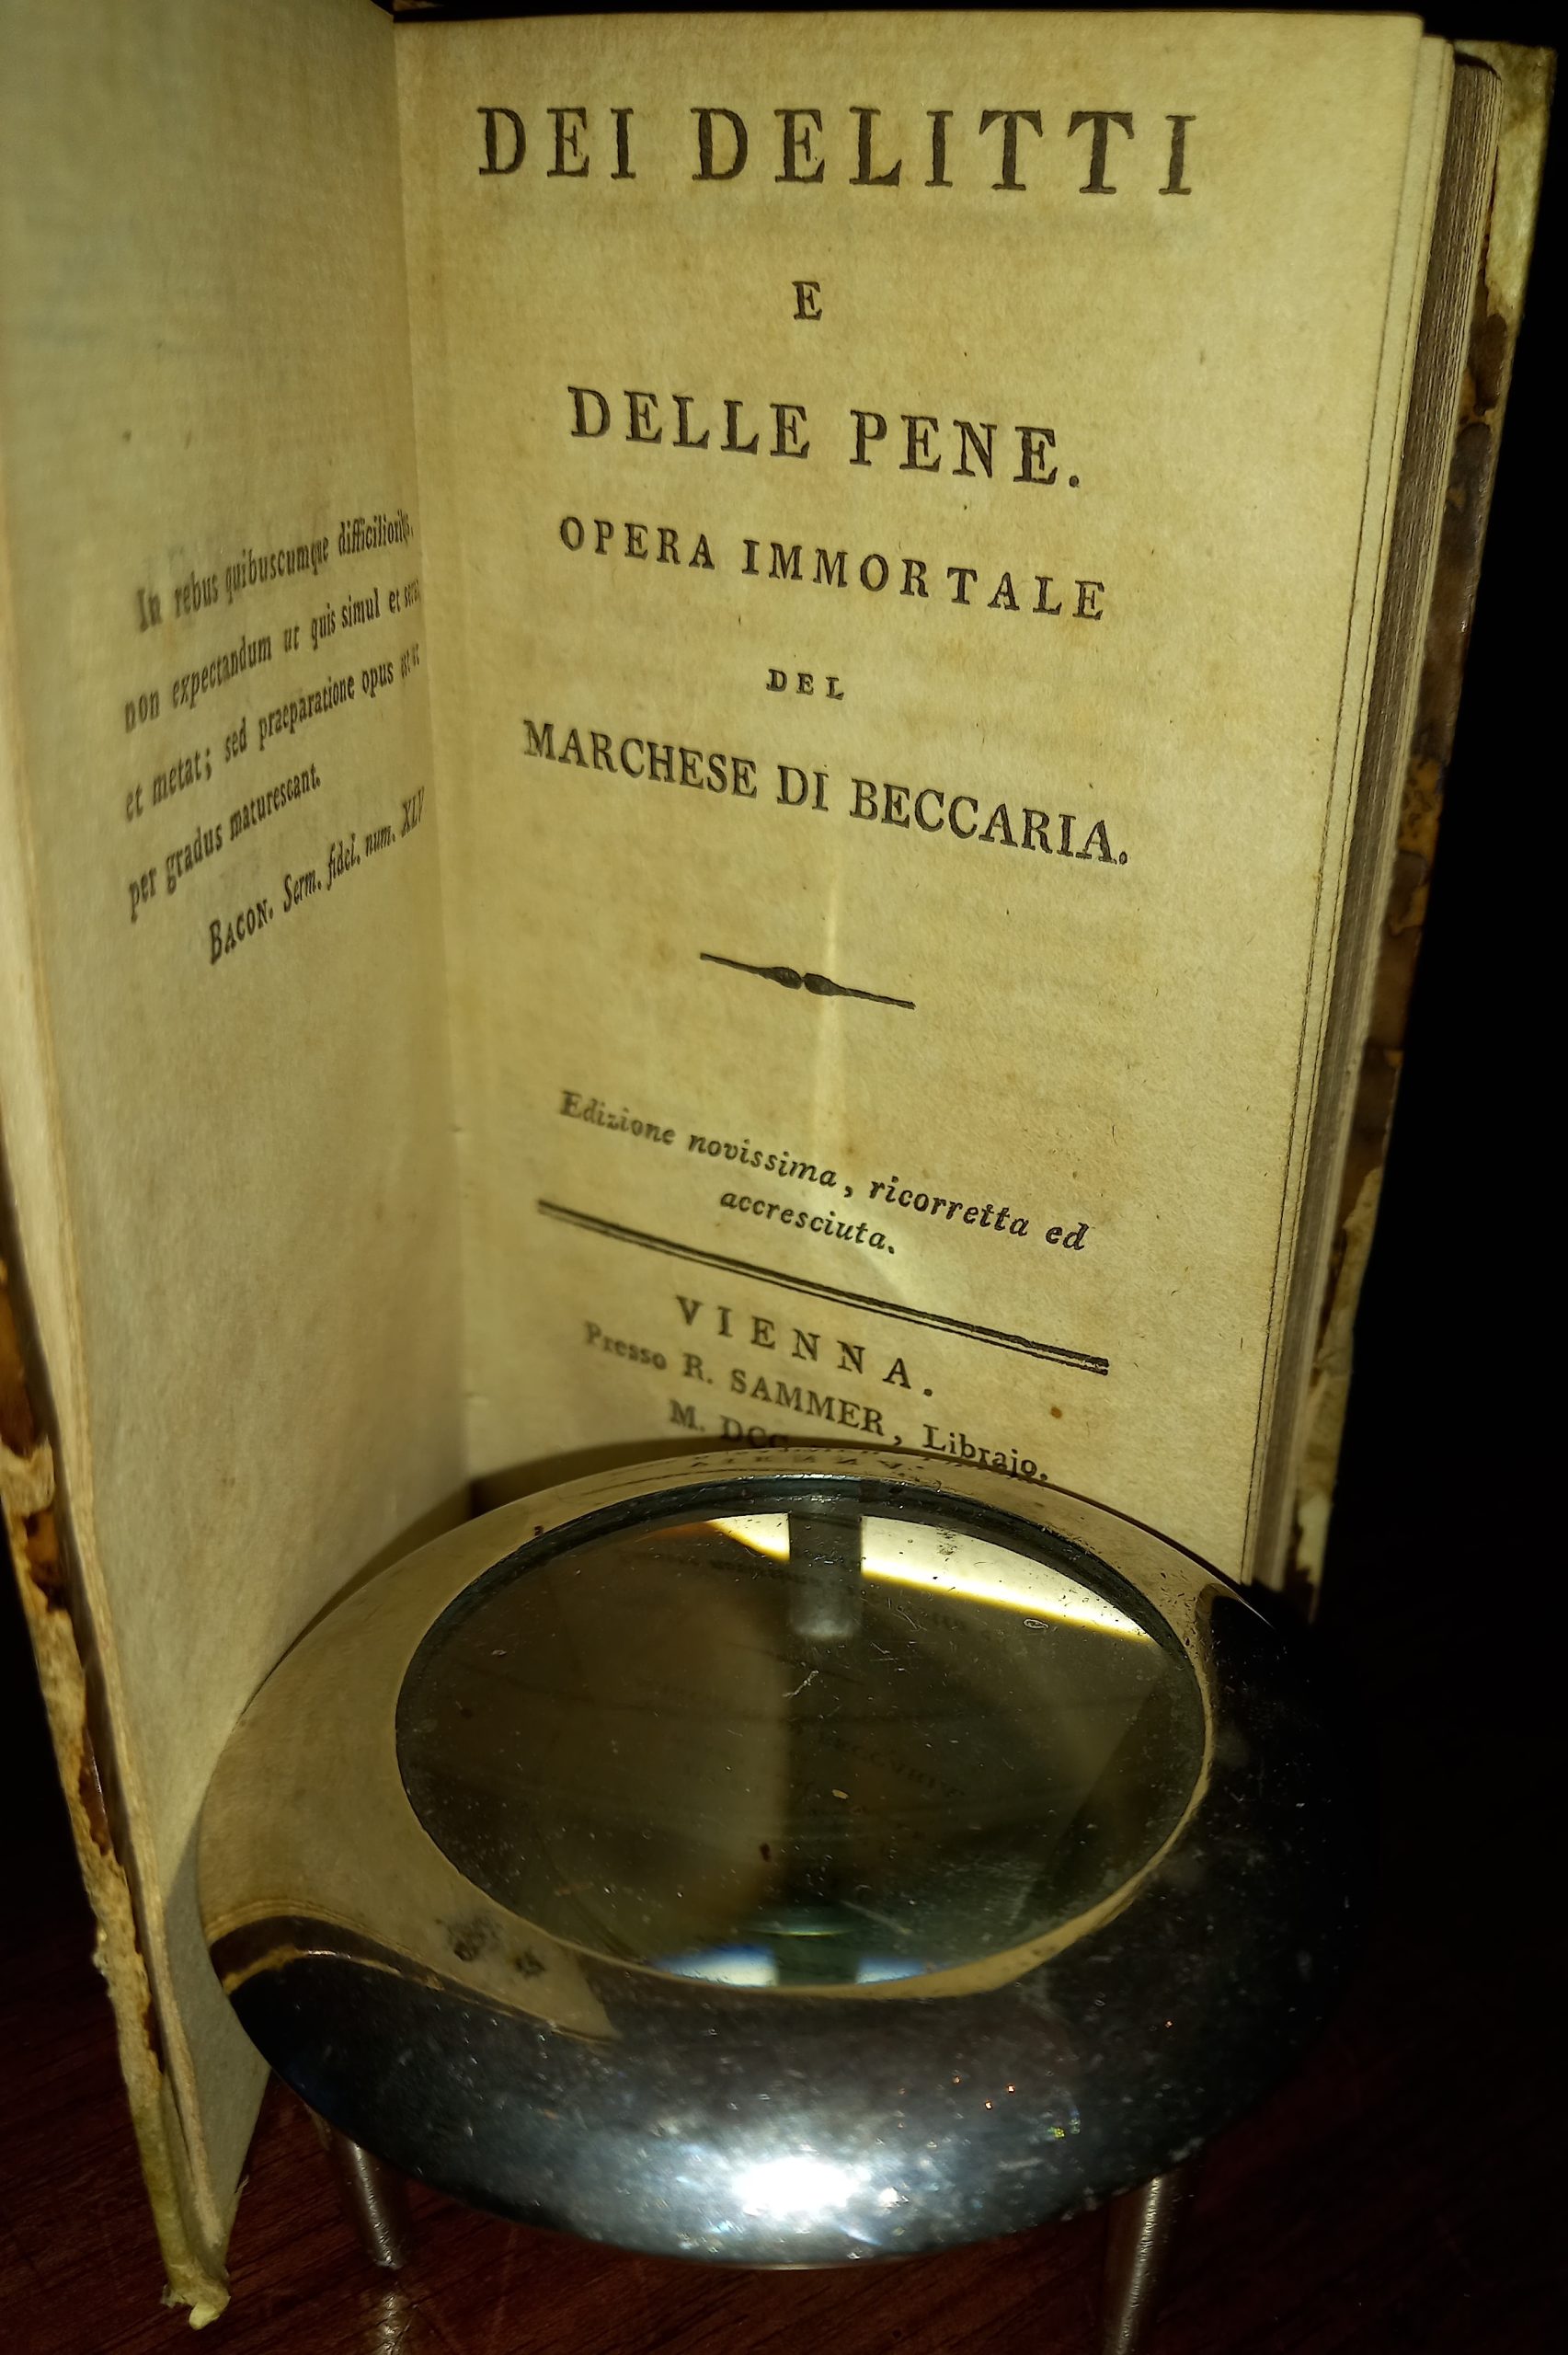 In rebus quibuscumque difficilioribus
non expectandum ut quis simul et
et metat; sed praeparatione opus
per gradus maturescant.
BACON. Serm. fidel. num. XLV
DEI DELITTI
E
DELLE PENE.
OPERA IMMORTALE
DEL
MARCHESE DI BECCARIA.
Edizione novissima, ricorretta ed
accresciuta.
VIENNA.
Presso R. SAMMER, Librajo.
M. DCC